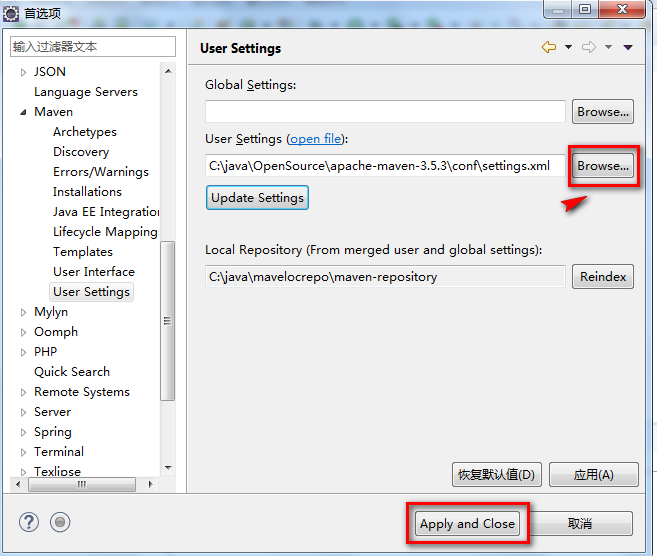 首选项
输入过滤器文本
JSON
Language Servers
Maven
Archetypes
Discovery
Errors/Warnings
Installations
Java EE Integration
Lifecycle Mapping
Templates
User Interface
User Settings
Mylyn
Oomph
PHP
Quick Search
Remote Systems
Server
Spring
Terminal
Texlipse
User Settings
Global Settings:
Browse...
User Settings (open file):
C:\java\OpenSource\apache-maven-3.5.3\conf\settings.xml
Browse...
Update Settings
Local Repository (From merged user and global settings):
C:\java\mavelocrepo\maven-repository
Reindex
恢复默认值(D)
应用(A)
?
Apply and Close
取消